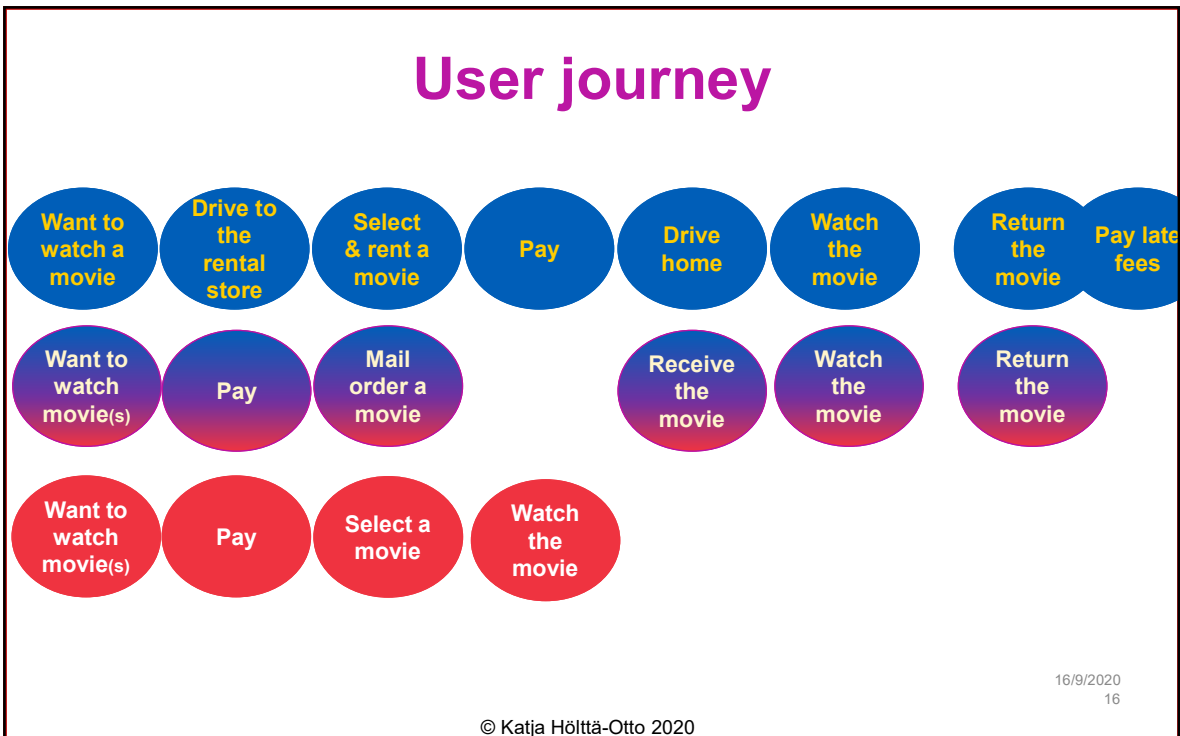 User journey
Want to
watch a
movie
Drive to
the
rental
store
Select
& rent a
movie
Pay
Drive
home
Watch
the
movie
Return
the
movie
Pay late
fees
Want to
watch
movie(s)
Pay
Mail
order a
movie
Receive
the
movie
Watch
the
movie
Return
the
movie
Want to
watch
movie(s)
Pay
Select a
movie
Watch
the
movie
16/9/2020
16
© Katja Hölttä-Otto 2020